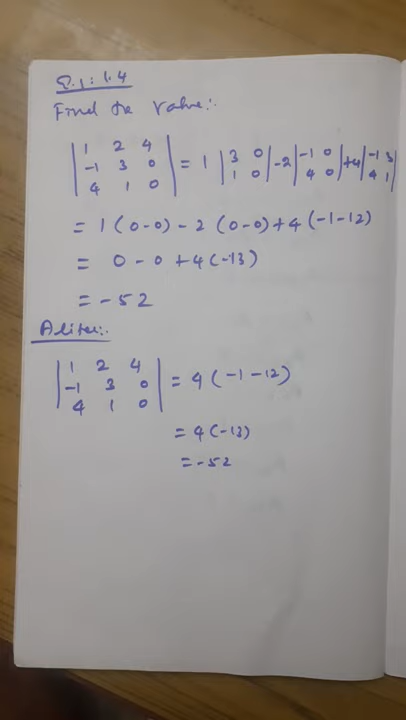 E.g: 1.4
Find the value:.
| 1 2 4 |
| -1 3 0 | = 1 | 3 0 | -2 | -1 0 | +4 | -1 3 |
| 4 1 0 | | 1 0 | | 4 0 | | 4 1 |
= 1(0-0) - 2 (0-0) + 4(-1-12)
= 0 - 0 + 4(-13)
= -52
Aliter:.
| 1 2 4 |
| -1 3 0 | = 4(-1-12)
| 4 1 0 |
= 4(-13)
= -52